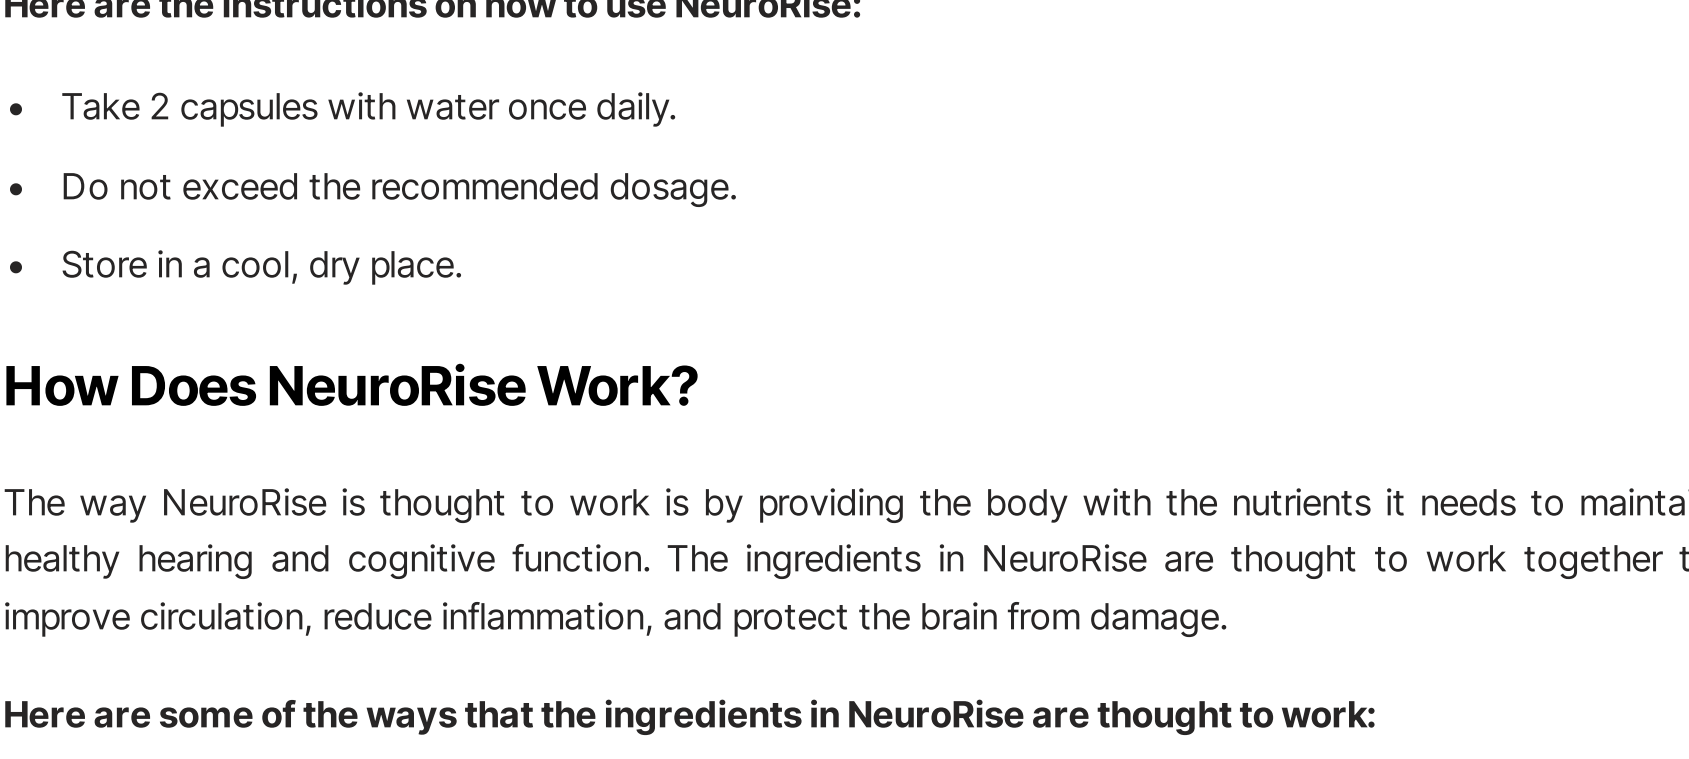 Here are the instructions on how to use NeuroRise:
• Take 2 capsules with water once daily.
• Do not exceed the recommended dosage.
• Store in a cool, dry place.
How Does NeuroRise Work?
The way NeuroRise is thought to work is by providing the body with the nutrients it needs to
healthy hearing and cognitive function. The ingredients in NeuroRise are thought to work together
improve circulation, reduce inflammation, and protect the brain from damage.
Here are some of the ways that the ingredients in NeuroRise are thought to work: